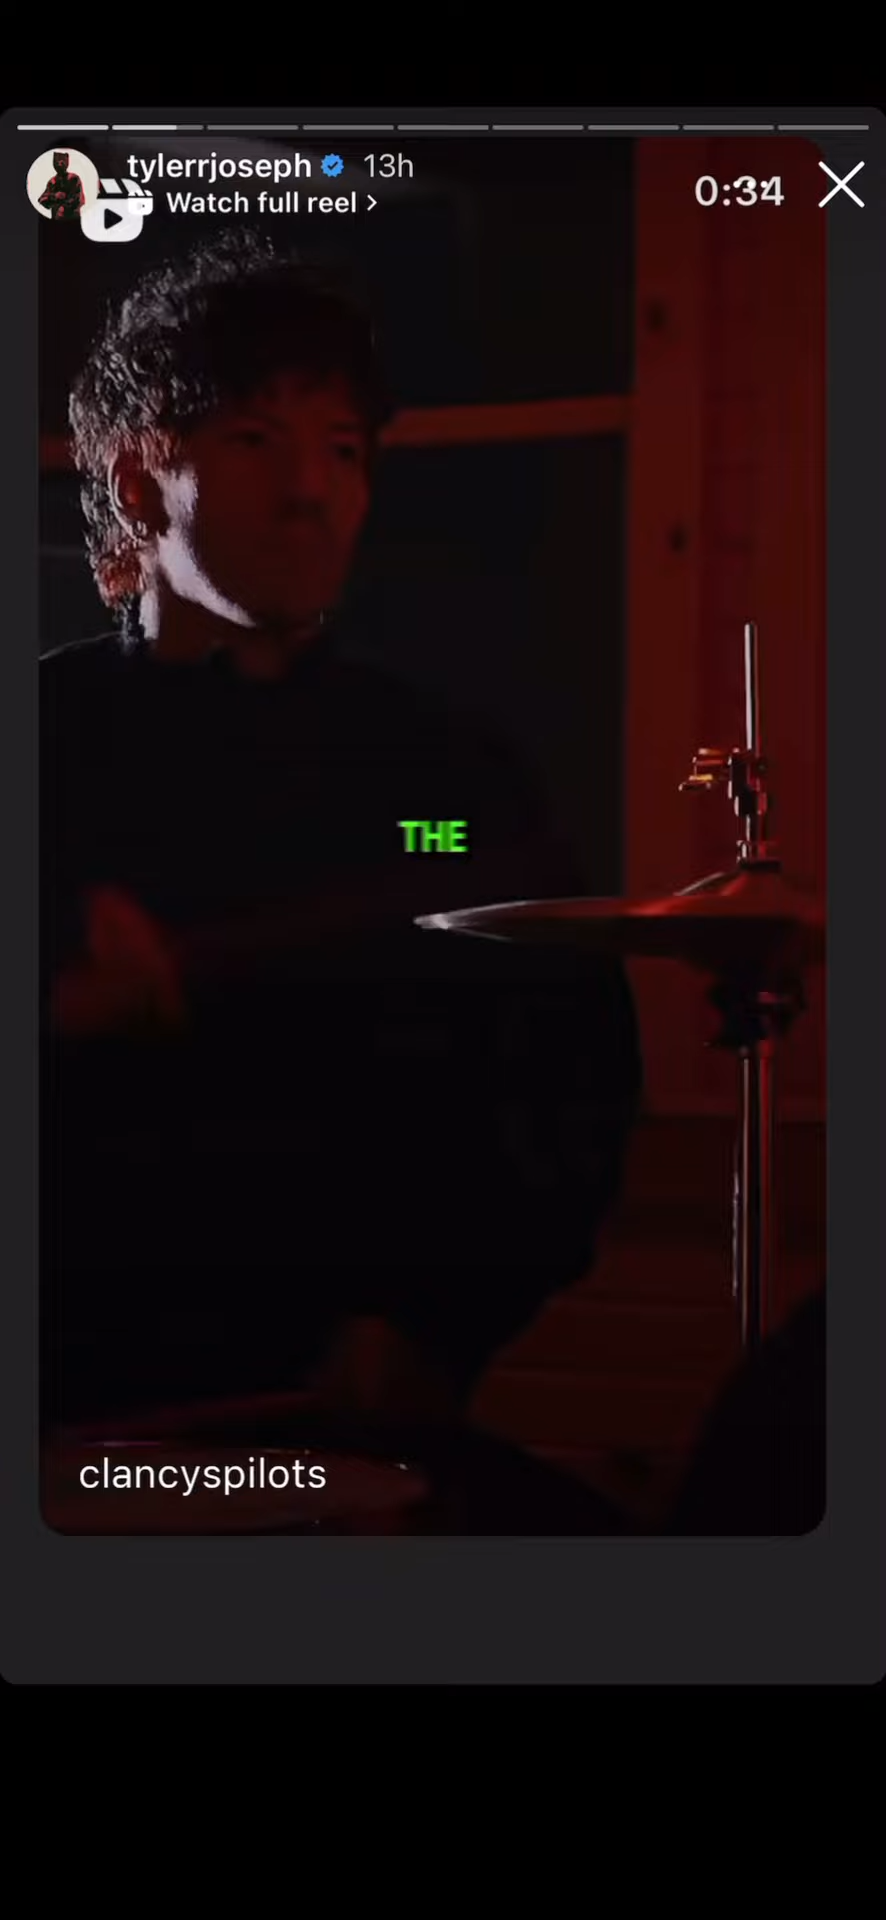 tylerrjoseph 13h
Watch full reel >
0:34
THE
clancyspilots